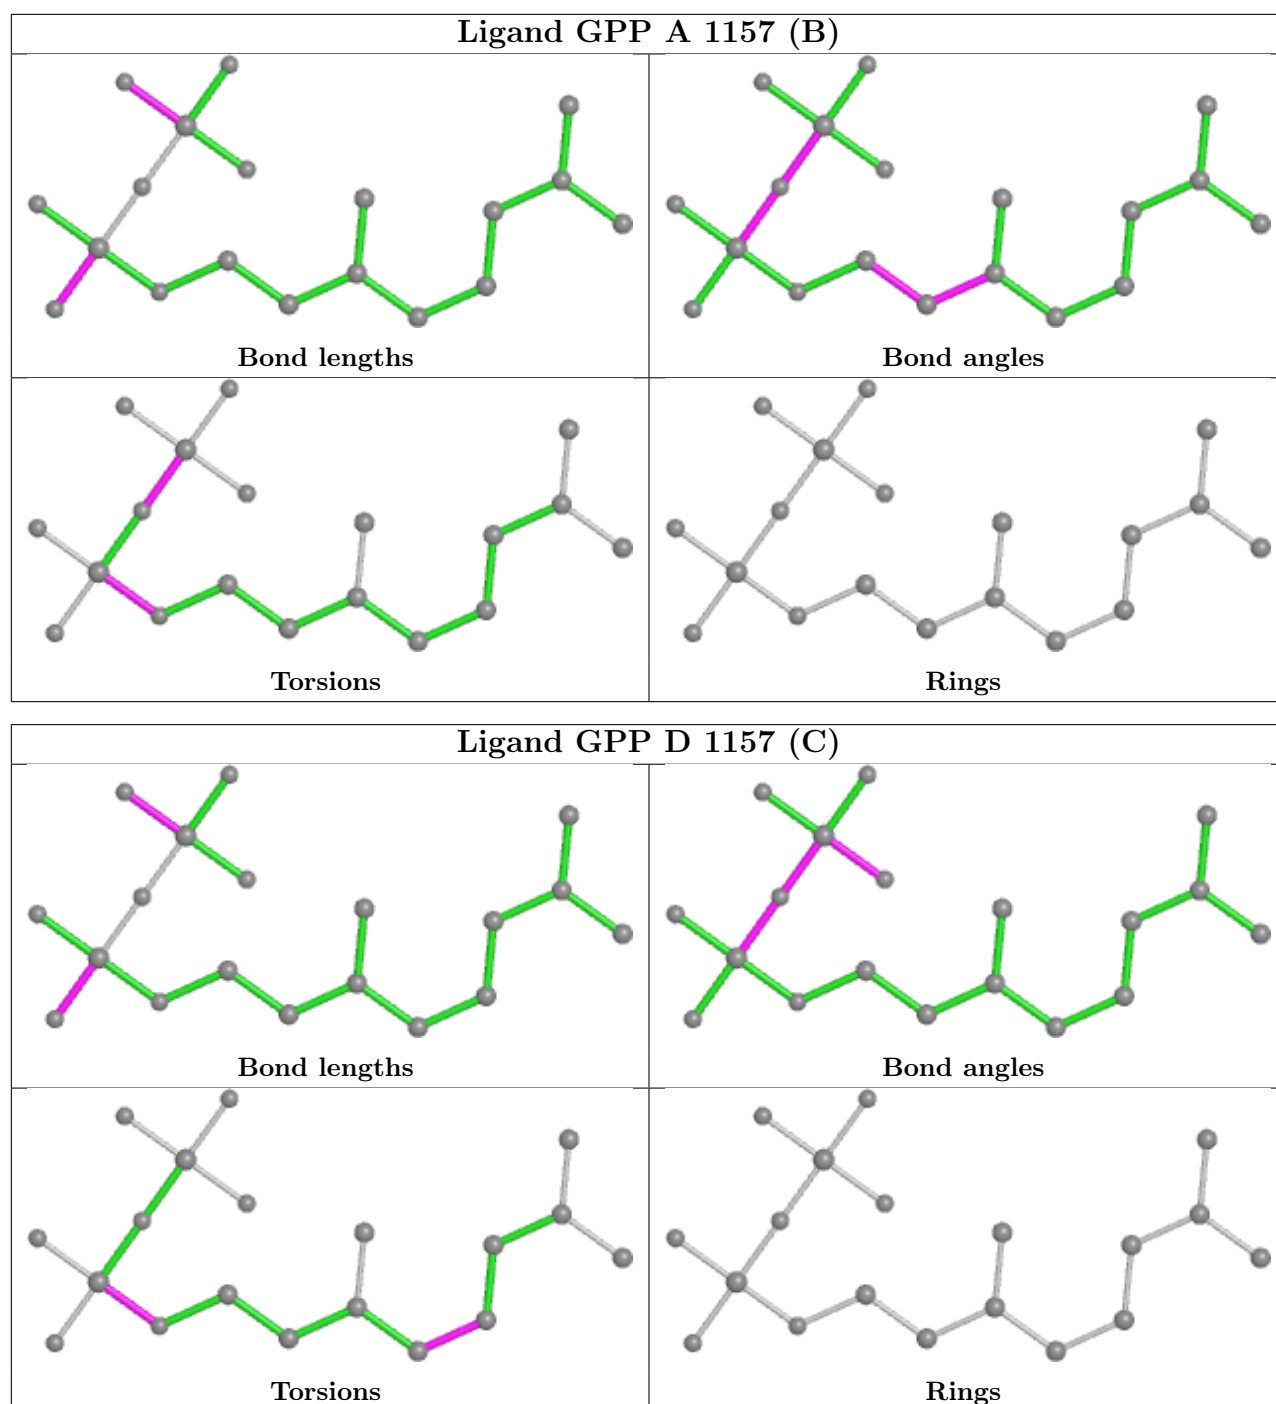 Ligand GPP A 1157 (B)
Bond lengths
Bond angles
Torsions
Rings
Ligand GPP D 1157 (C)
Bond lengths
Bond angles
Torsions
Rings